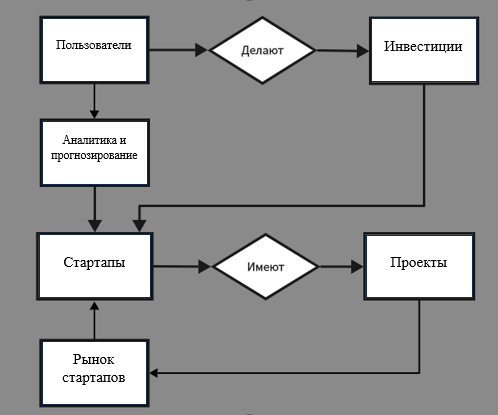 Пользователи
Делают
Инвестиции
Аналитика и
прогнозирование
Стартапы
Имеют
Проекты
Рынок
стартапов